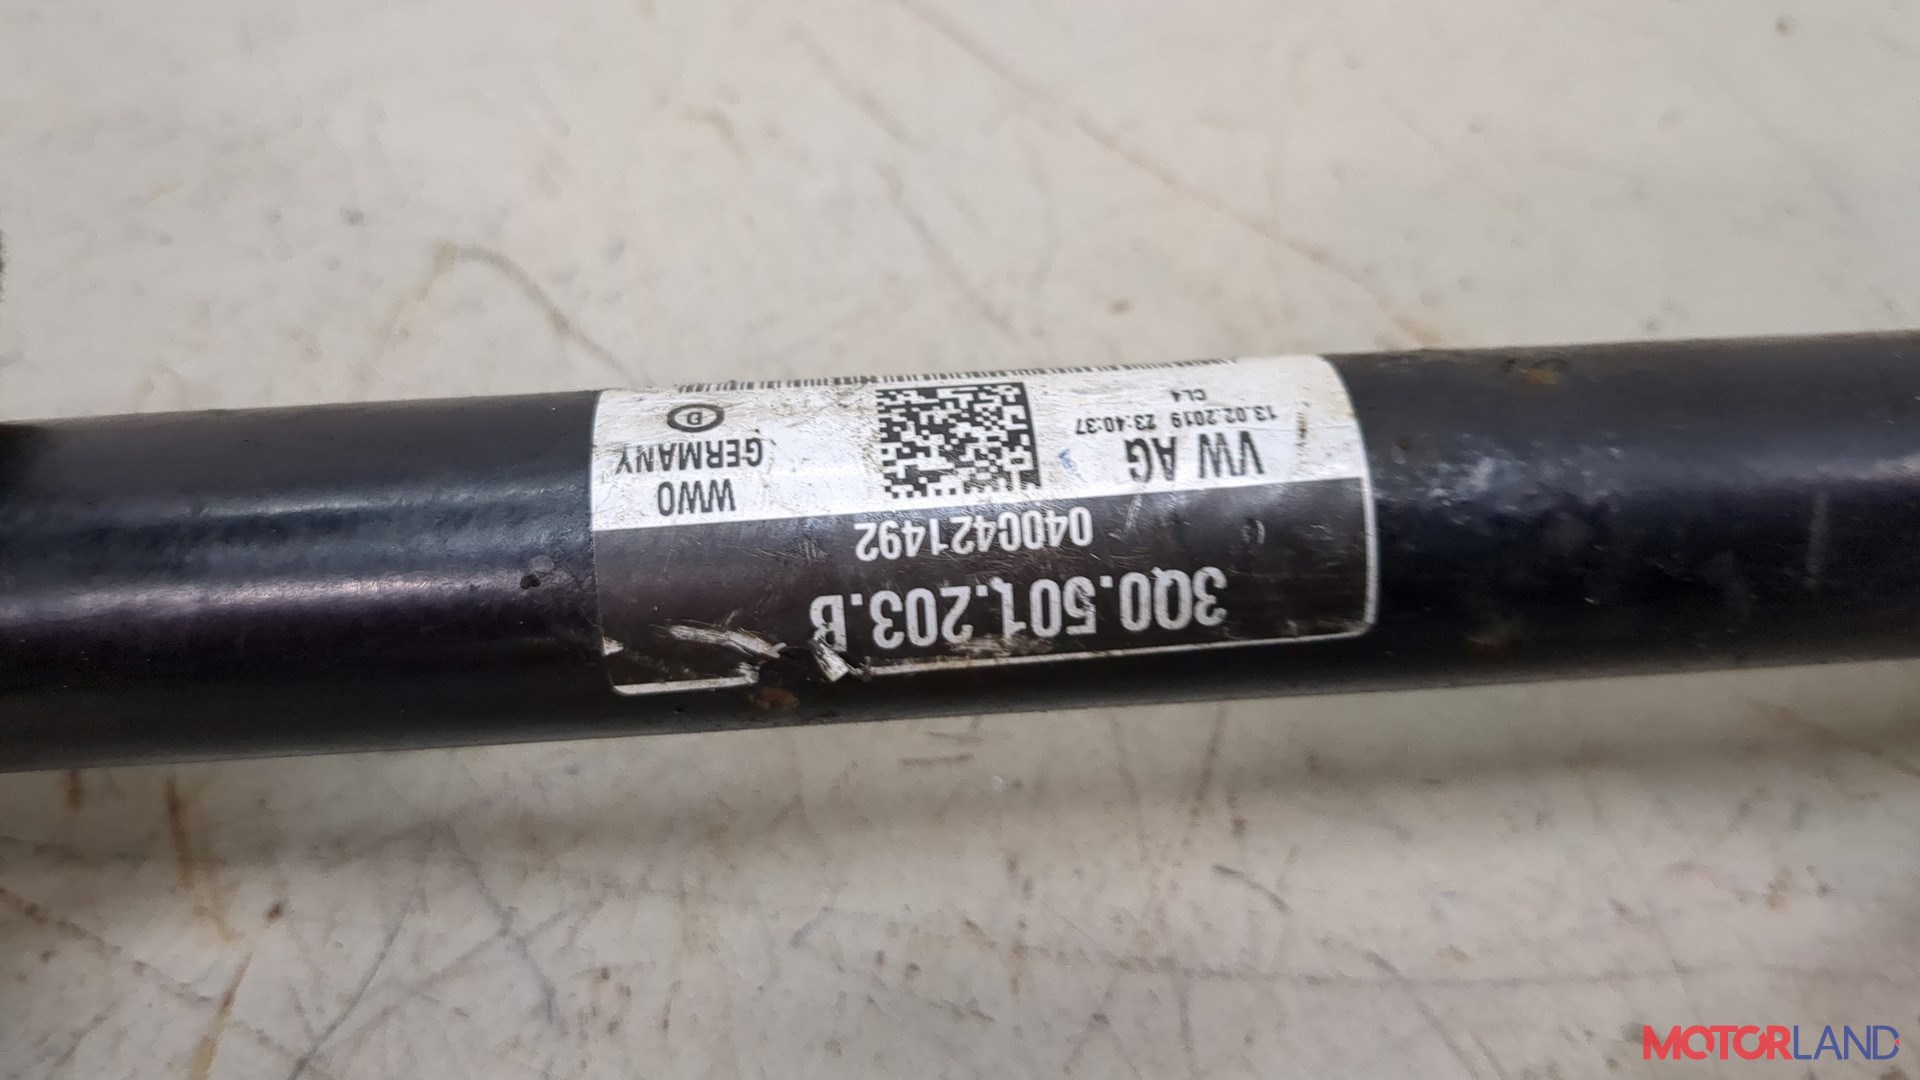 3Q0.501.203.B
0400421492
VW AG
13.02.2019 23:40:37
CL4
WWO
GERMANY
D
MOTORLAND